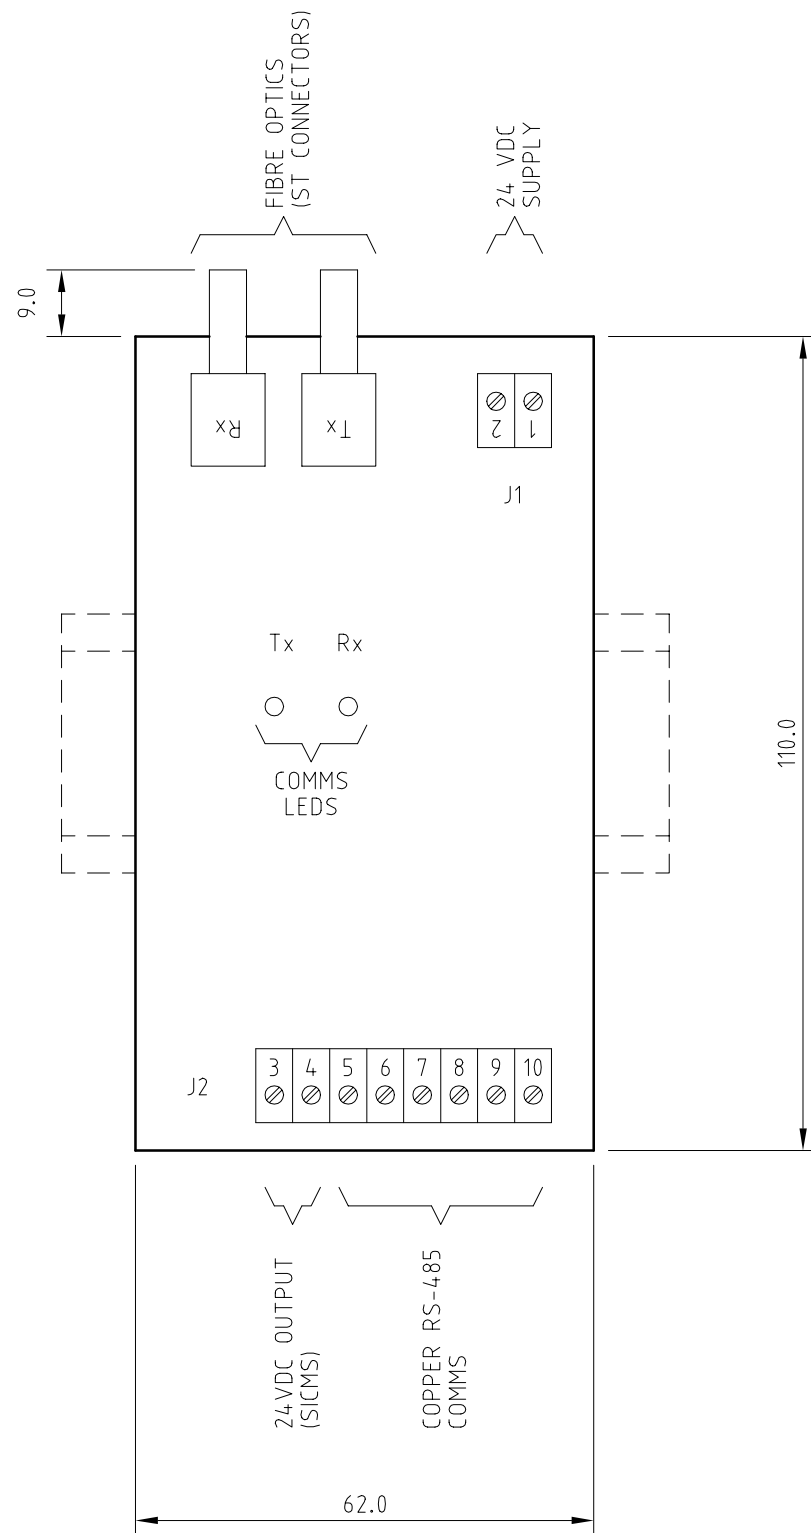 FIBRE OPTICS
(ST CONNECTORS)
24 VDC
SUPPLY
9.0
Rx
Tx
2
1
J1
Tx
Rx
COMMS
LEDS
110.0
J2
3
4
5
6
7
8
9
10
24VDC OUTPUT
(SICMS)
COPPER RS-485
COMMS
62.0